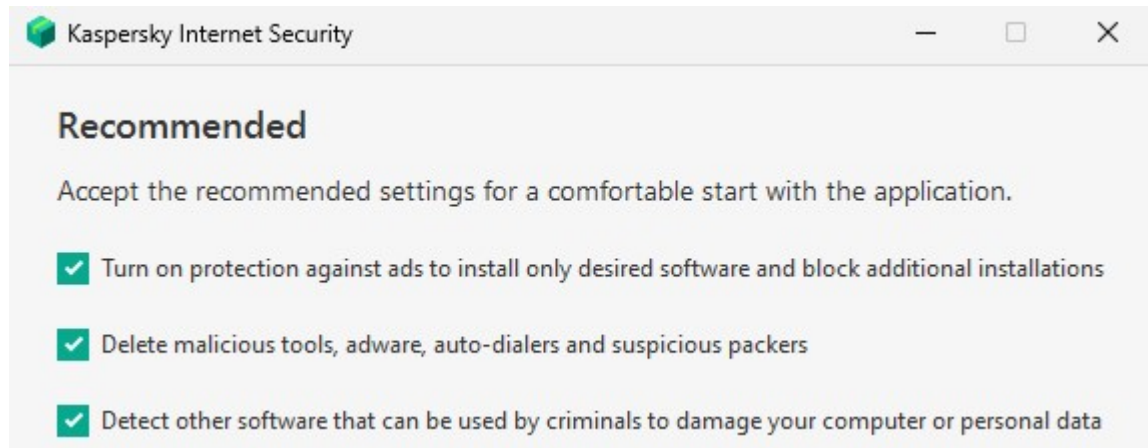 Kaspersky Internet Security
Recommended
Accept the recommended settings for a comfortable start with the application.
Turn on protection against ads to install only desired software and block additional installations
Delete malicious tools, adware, auto-dialers and suspicious packers
Detect other software that can be used by criminals to damage your computer or personal data